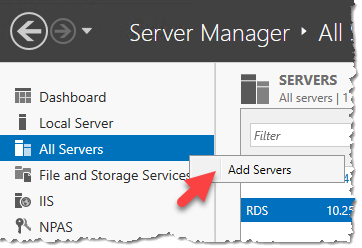 Server Manager › All S
Dashboard
Local Server
All Servers
File and Storage Services
IIS
NPAS
SERVERS
All servers | 1
Filter
Add Servers
RDS 10.25